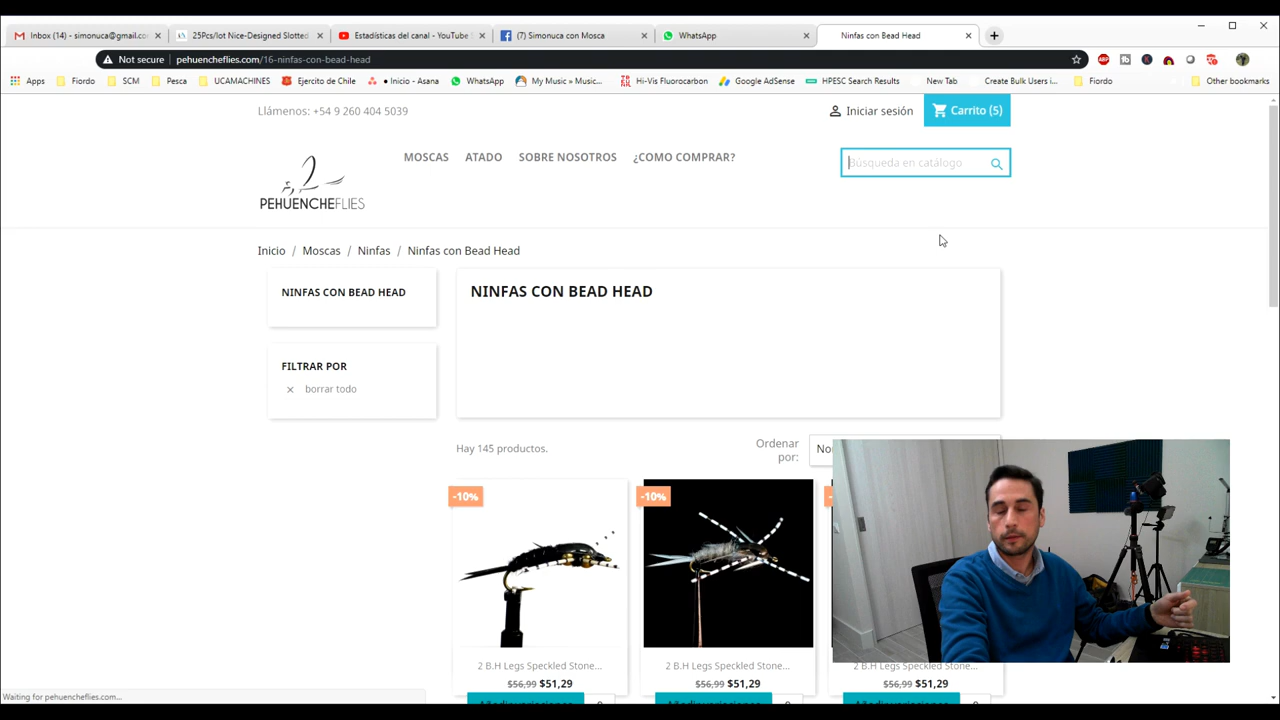 Inbox (14) - simonuca@gmail.co
25Pcs/lot Nice-Designed Slotted
Estadísticas del canal - YouTube S
(7) Simonuca con Mosca
WhatsApp
Ninfas con Bead Head
Not secure
pehuencheflies.com/16-ninfas-con-bead-head
Apps
Fiordo
SCM
Pesca
UCAMACHINES
Ejercito de Chile
• Inicio - Asana
WhatsApp
My Music » Music...
Hi-Vis Fluorocarbon
Google AdSense
HPESC Search Results
New Tab
Create Bulk Users i...
Fiordo
Other bookmarks
Llámenos: +54 9 260 404 5039
Iniciar sesión
Carrito (5)
MOSCAS
ATADO
SOBRE NOSOTROS
¿COMO COMPRAR?
Búsqueda en catálogo
PEHUENCHEFLIES
Inicio / Moscas / Ninfas / Ninfas con Bead Head
NINFAS CON BEAD HEAD
NINFAS CON BEAD HEAD
FILTRAR POR
borrar todo
Hay 145 productos.
Ordenar
por:
-10%
-10%
2 B.H Legs Speckled Stone...
2 B.H Legs Speckled Stone...
2 B.H Legs Speckled Stone...
$56,99 $51,29
$56,99 $51,29
$56,99 $51,29
Waiting for pehuencheflies.com...